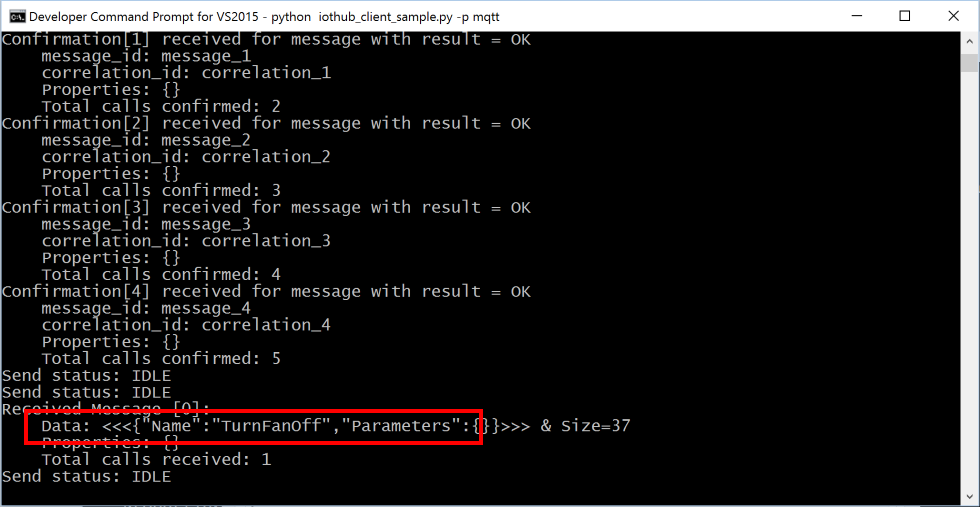 Developer Command Prompt for VS2015 - python  iothub_client_sample.py -p mqtt
Confirmation[1] received for message with result = OK
    message_id: message_1
    correlation_id: correlation_1
    Properties: {}
    Total calls confirmed: 2
Confirmation[2] received for message with result = OK
    message_id: message_2
    correlation_id: correlation_2
    Properties: {}
    Total calls confirmed: 3
Confirmation[3] received for message with result = OK
    message_id: message_3
    correlation_id: correlation_3
    Properties: {}
    Total calls confirmed: 4
Confirmation[4] received for message with result = OK
    message_id: message_4
    correlation_id: correlation_4
    Properties: {}
    Total calls confirmed: 5
Send status: IDLE
Send status: IDLE
Received Message [0]:
    Data: <<<{"Name":"TurnFanOff","Parameters":{}}>>> & Size=37
    Properties: {}
    Total calls received: 1
Send status: IDLE